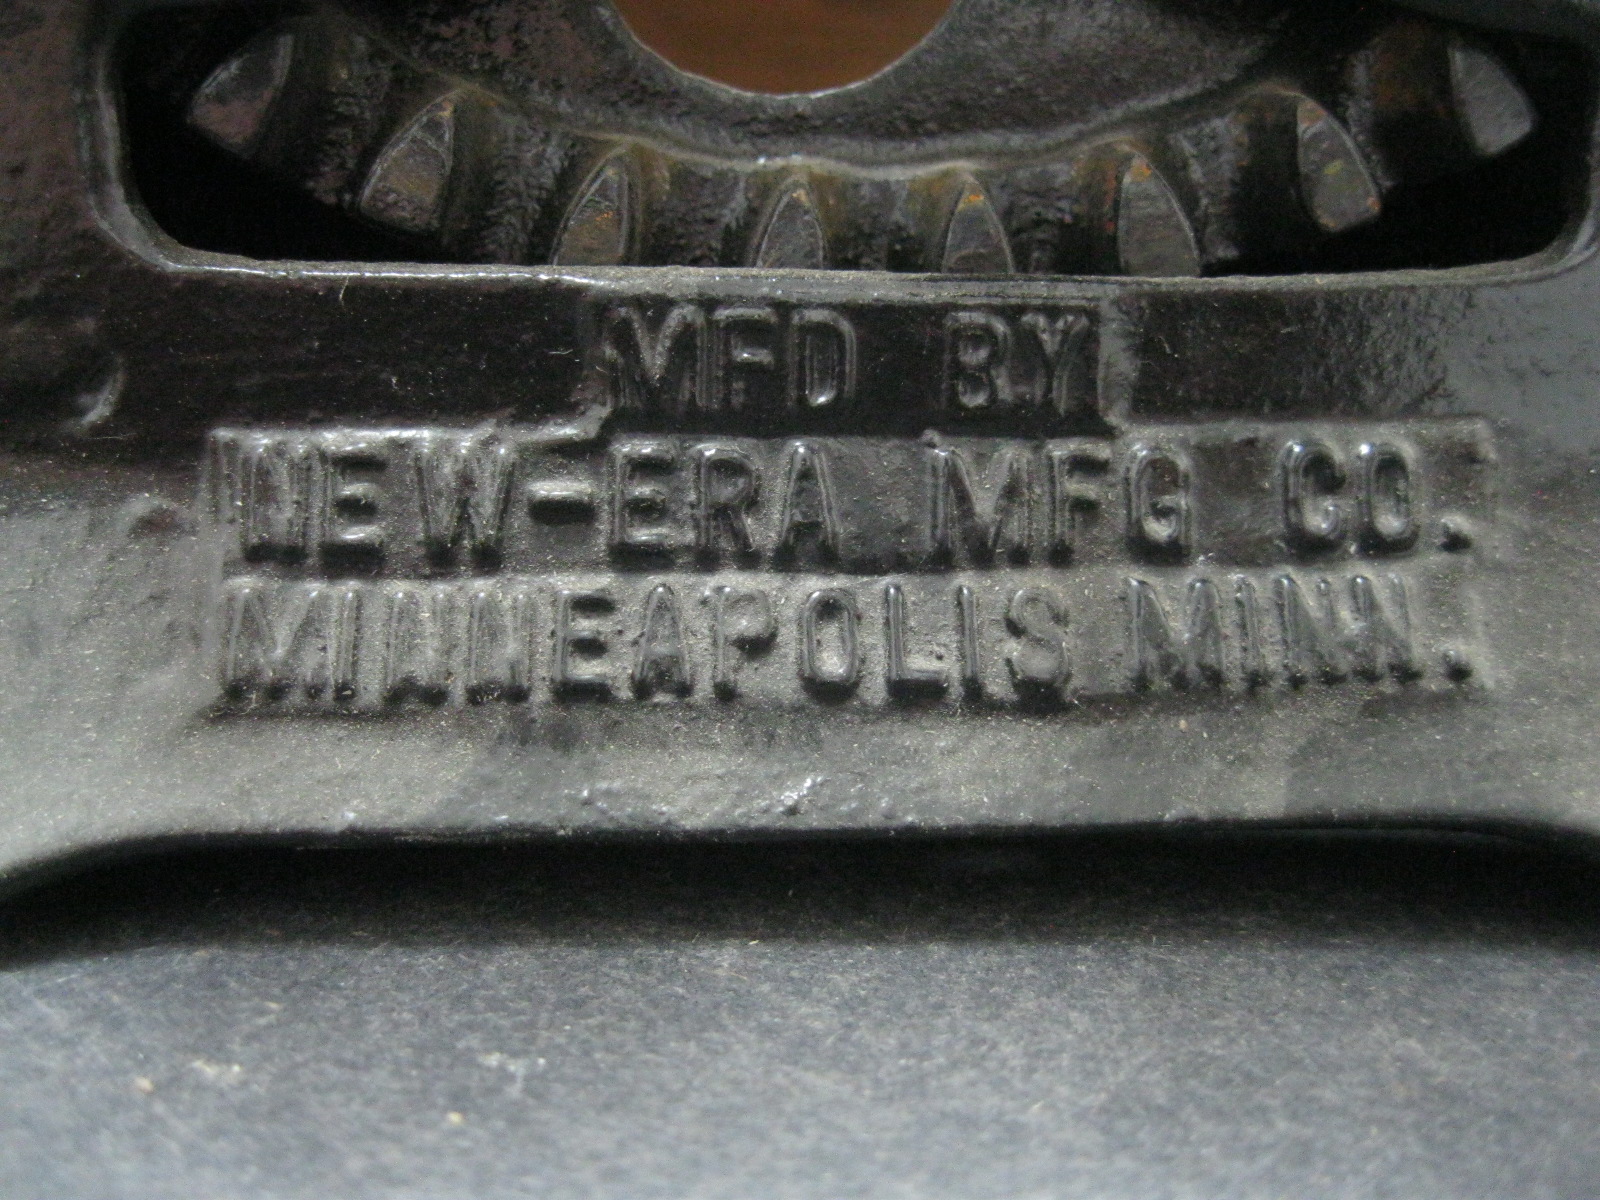 MFD BY
NEW-ERA MFG CO.
MINNEAPOLIS MINN.